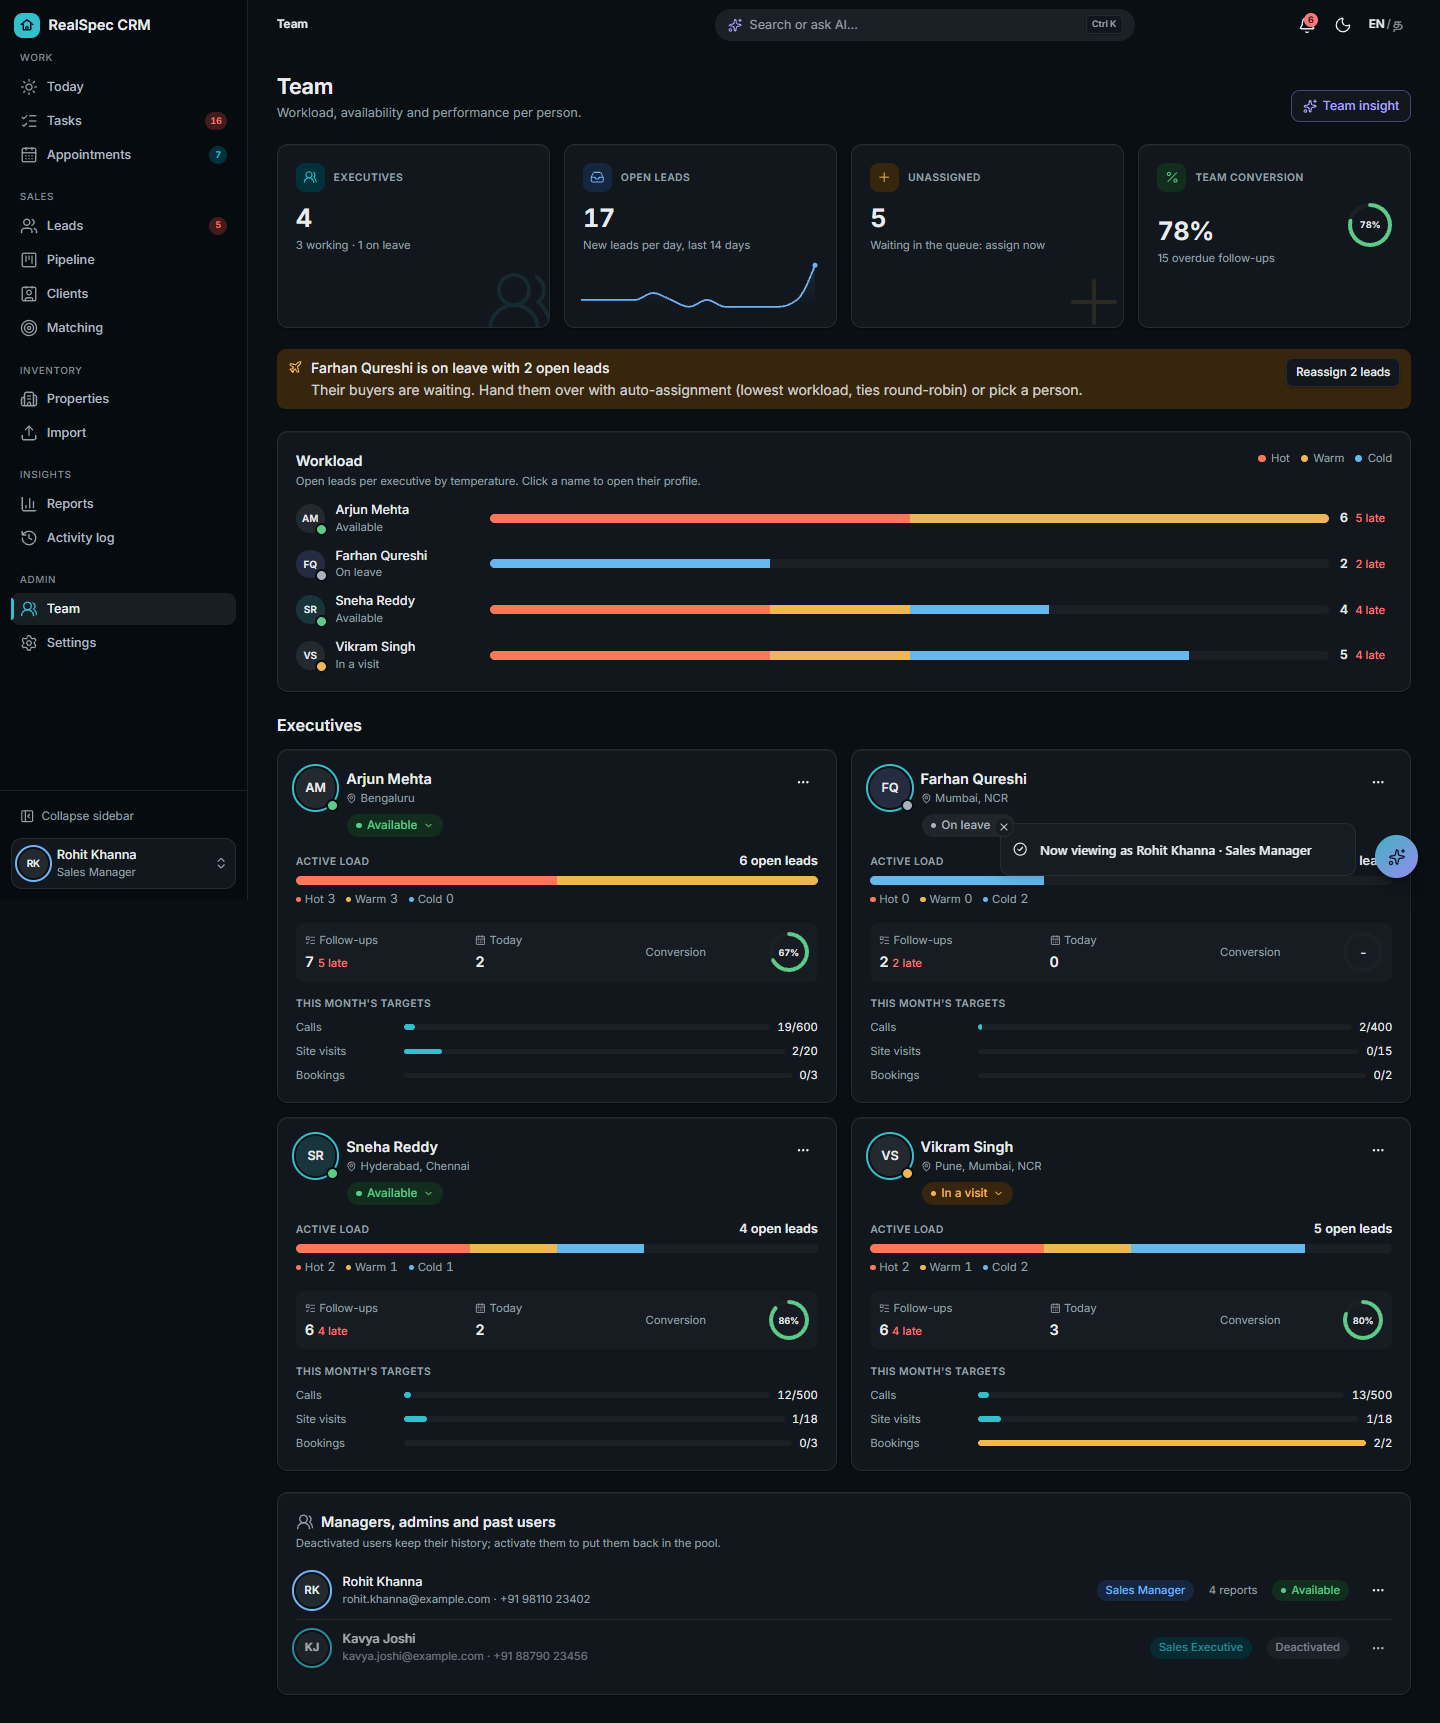 RealSpec CRM
WORK
Today
Tasks
16
Appointments
7
SALES
Leads
5
Pipeline
Clients
Matching
INVENTORY
Properties
Import
INSIGHTS
Reports
Activity log
ADMIN
Team
Settings
Collapse sidebar
RK
Rohit Khanna
Sales Manager
Team
Search or ask AI...
Ctrl K
6
EN / த
Team
Workload, availability and performance per person.
Team insight
EXECUTIVES
4
3 working · 1 on leave
OPEN LEADS
17
New leads per day, last 14 days
UNASSIGNED
5
Waiting in the queue: assign now
TEAM CONVERSION
78%
78%
15 overdue follow-ups
Farhan Qureshi is on leave with 2 open leads
Their buyers are waiting. Hand them over with auto-assignment (lowest workload, ties round-robin) or pick a person.
Reassign 2 leads
Workload
Open leads per executive by temperature. Click a name to open their profile.
Hot Warm Cold
AM Arjun Mehta
Available
6 5 late
FQ Farhan Qureshi
On leave
2 2 late
SR Sneha Reddy
Available
4 4 late
VS Vikram Singh
In a visit
5 4 late
Executives
AM
Arjun Mehta
Bengaluru
Available
ACTIVE LOAD 6 open leads
Hot 3 Warm 3 Cold 0
Follow-ups Today
7 5 late 2
Conversion 67%
THIS MONTH'S TARGETS
Calls 19/600
Site visits 2/20
Bookings 0/3
FQ
Farhan Qureshi
Mumbai, NCR
On leave
Now viewing as Rohit Khanna · Sales Manager
ACTIVE LOAD
Hot 0 Warm 0 Cold 2
Follow-ups Today
2 2 late 0
Conversion -
THIS MONTH'S TARGETS
Calls 2/400
Site visits 0/15
Bookings 0/2
SR
Sneha Reddy
Hyderabad, Chennai
Available
ACTIVE LOAD 4 open leads
Hot 2 Warm 1 Cold 1
Follow-ups Today
6 4 late 2
Conversion 86%
THIS MONTH'S TARGETS
Calls 12/500
Site visits 1/18
Bookings 0/3
VS
Vikram Singh
Pune, Mumbai, NCR
In a visit
ACTIVE LOAD 5 open leads
Hot 2 Warm 1 Cold 2
Follow-ups Today
6 4 late 3
Conversion 80%
THIS MONTH'S TARGETS
Calls 13/500
Site visits 1/18
Bookings 2/2
Managers, admins and past users
Deactivated users keep their history; activate them to put them back in the pool.
RK
Rohit Khanna
rohit.khanna@example.com · +91 98110 23402
Sales Manager 4 reports Available
KJ
Kavya Joshi
kavya.joshi@example.com · +91 88790 23456
Sales Executive Deactivated